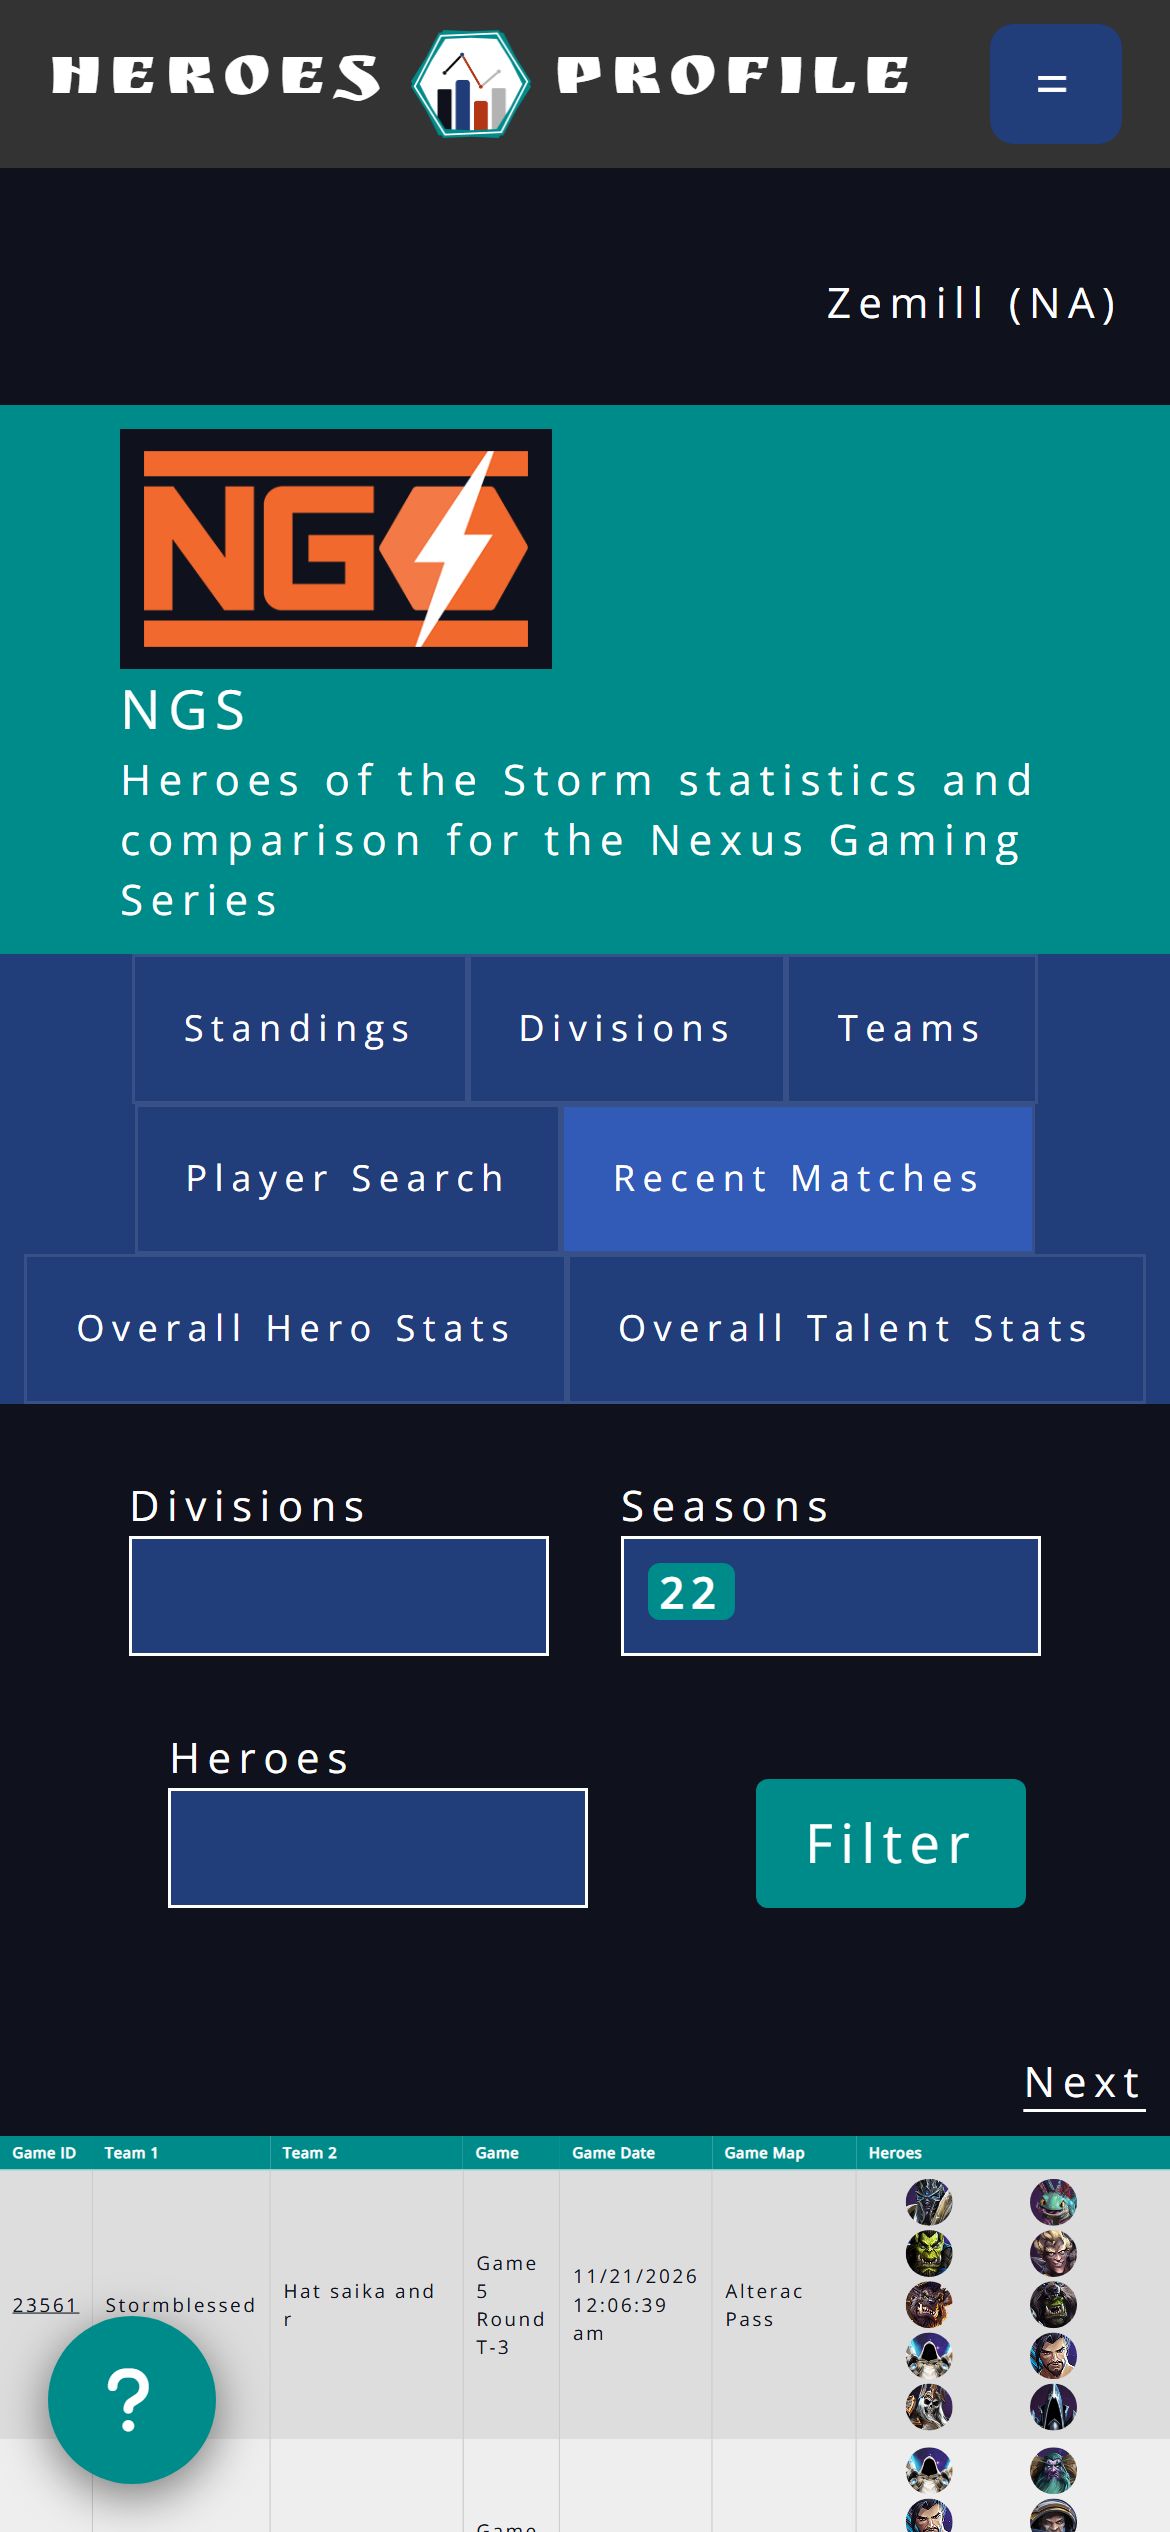 HEROES PROFILE
=
Zemill (NA)
NGS
NGS
Heroes of the Storm statistics and
comparison for the Nexus Gaming
Series
Standings Divisions Teams
Player Search Recent Matches
Overall Hero Stats Overall Talent Stats
Divisions Seasons
22
Heroes
Filter
Next
Game ID Team 1 Team 2 Game Game Date Game Map Heroes
23561 Stormblessed Hat saika and
r
Game
5
Round
T-3
11/21/2026
12:06:39
am
Alterac
Pass
?
Game